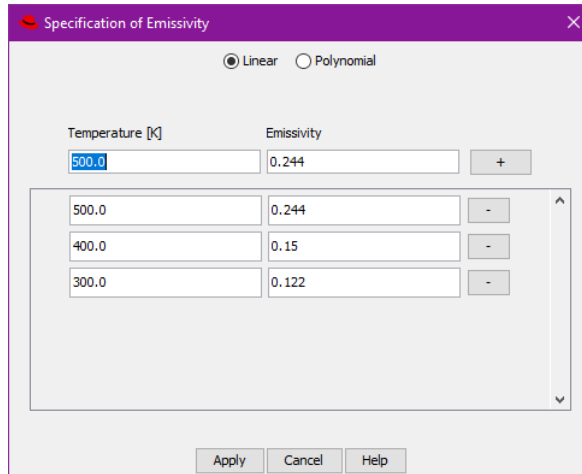 Specification of Emissivity
Linear Polynomial
Temperature [K] Emissivity
500.0 0.244 +
500.0 0.244 -
400.0 0.15 -
300.0 0.122 -
Apply Cancel Help